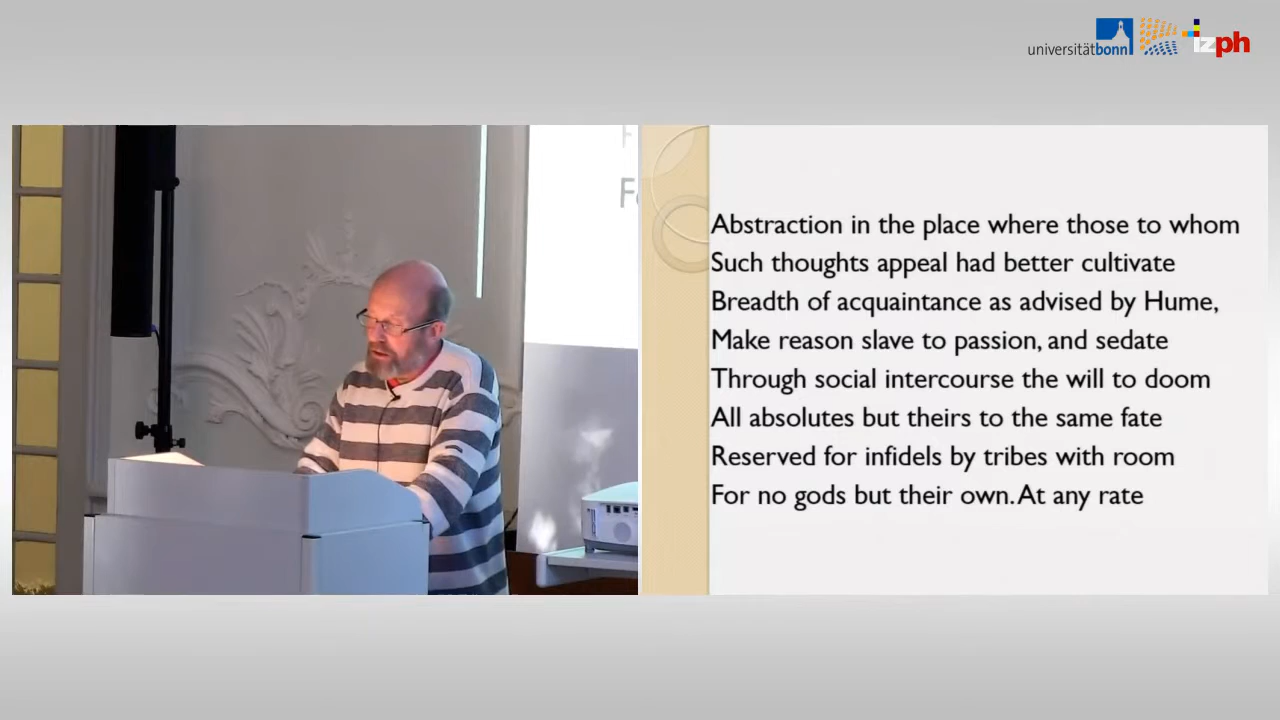 universitätbonn
izph
Abstraction in the place where those to whom
Such thoughts appeal had better cultivate
Breadth of acquaintance as advised by Hume,
Make reason slave to passion, and sedate
Through social intercourse the will to doom
All absolutes but theirs to the same fate
Reserved for infidels by tribes with room
For no gods but their own. At any rate